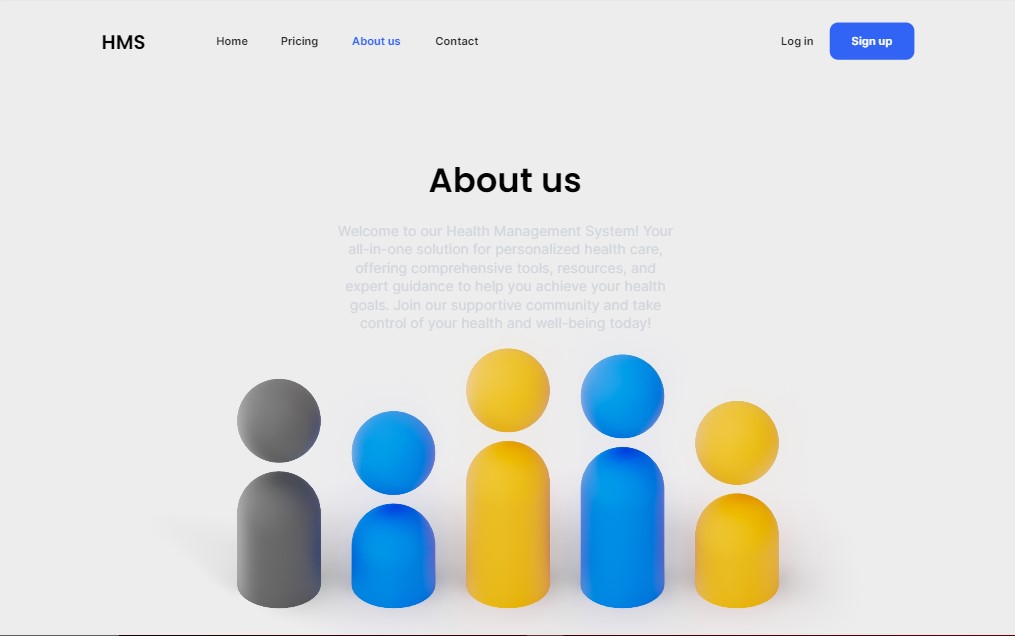 HMS
Home
Pricing
About us
Contact
Log in
Sign up
About us
Welcome to our Health Management System! Your
all-in-one solution for personalized health care,
offering comprehensive tools, resources, and
expert guidance to help you achieve your health
goals. Join our supportive community and take
control of your health and well-being today!